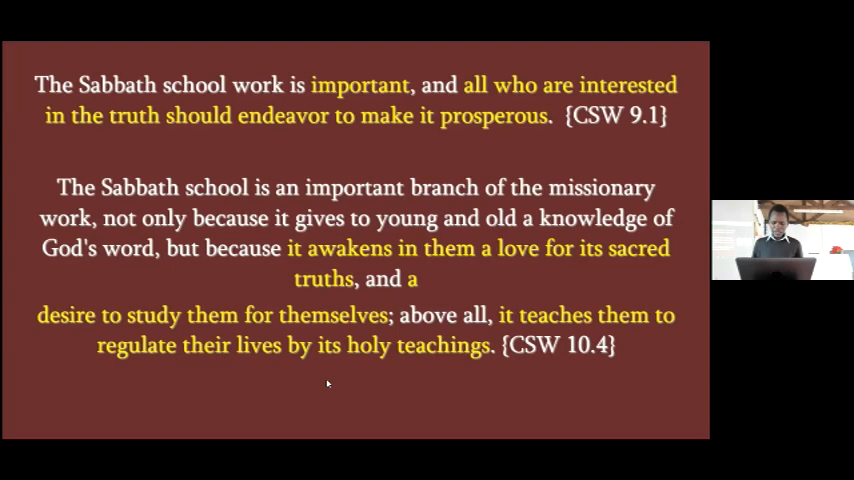 The Sabbath school work is important, and all who are interested
in the truth should endeavor to make it prosperous.  {CSW 9.1}
The Sabbath school is an important branch of the missionary
work, not only because it gives to young and old a knowledge of
God's word, but because it awakens in them a love for its sacred
truths, and a
desire to study them for themselves; above all, it teaches them to
regulate their lives by its holy teachings. {CSW 10.4}